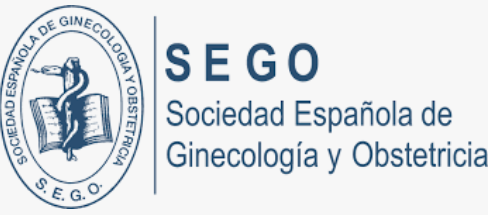 SOCIEDAD ESPAÑOLA DE GINECOLOGIA Y OBSTETRICIA
S. E. G. O.
SEGO
Sociedad Española de
Ginecología y Obstetricia